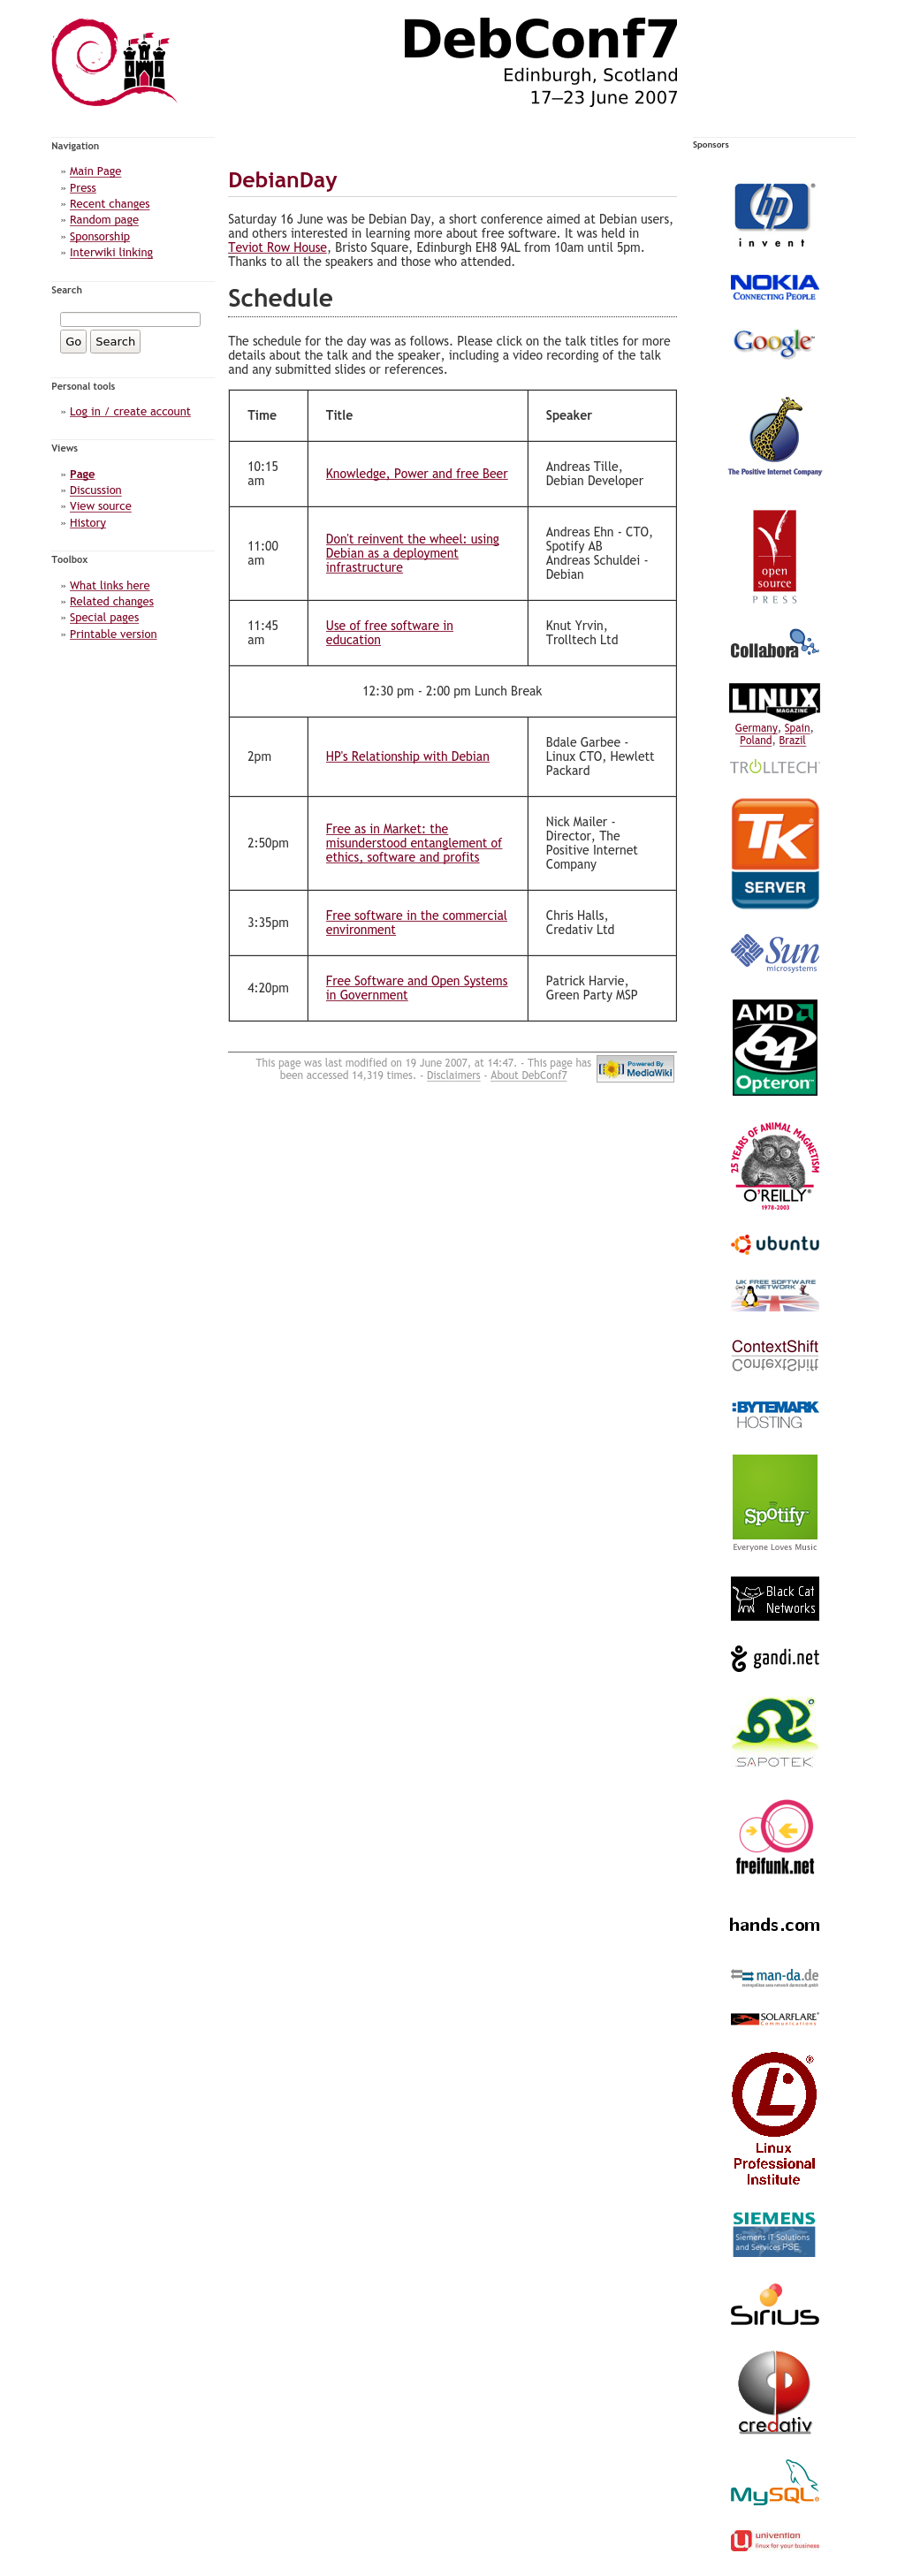 DebConf7
Edinburgh, Scotland
17–23 June 2007
Navigation
» Main Page
» Press
» Recent changes
» Random page
» Sponsorship
» Interwiki linking
Search
Go Search
Personal tools
» Log in / create account
Views
» Page
» Discussion
» View source
» History
Toolbox
» What links here
» Related changes
» Special pages
» Printable version
DebianDay
Saturday 16 June was be Debian Day, a short conference aimed at Debian users,
and others interested in learning more about free software. It was held in
Teviot Row House, Bristo Square, Edinburgh EH8 9AL from 10am until 5pm.
Thanks to all the speakers and those who attended.
Schedule
The schedule for the day was as follows. Please click on the talk titles for more
details about the talk and the speaker, including a video recording of the talk
and any submitted slides or references.
Time Title Speaker
10:15 am
Knowledge, Power and free Beer
Andreas Tille,
Debian Developer
11:00 am
Don't reinvent the wheel: using
Debian as a deployment
infrastructure
Andreas Ehn - CTO,
Spotify AB
Andreas Schuldei -
Debian
11:45 am
Use of free software in
education
Knut Yrvin,
Trolltech Ltd
12:30 pm - 2:00 pm Lunch Break
2pm
HP's Relationship with Debian
Bdale Garbee -
Linux CTO, Hewlett
Packard
2:50pm
Free as in Market: the
misunderstood entanglement of
ethics, software and profits
Nick Mailer -
Director, The
Positive Internet
Company
3:35pm
Free software in the commercial
environment
Chris Halls,
Credativ Ltd
4:20pm
Free Software and Open Systems
in Government
Patrick Harvie,
Green Party MSP
This page was last modified on 19 June 2007, at 14:47. - This page has
been accessed 14,319 times. - Disclaimers - About DebConf7
Powered By
MediaWiki
Sponsors
hp
invent
NOKIA
CONNECTING PEOPLE
Google
The Positive Internet Company
open
source
PRESS
Collabora
LINUX
MAGAZINE
Germany, Spain,
Poland, Brazil
TROLLTECH
TK
SERVER
Sun
microsystems
AMD
64
Opteron
25 YEARS OF ANIMAL MAGNETISM
O'REILLY
1978-2003
ubuntu
UK FREE SOFTWARE
NETWORK
ContextShift
ContextShift
:BYTEMARK
HOSTING
Spotify
Everyone Loves Music
Black Cat
Networks
gandi.net
SAPOTEK
freifunk.net
hands.com
man-da.de
SOLARFLARE
Communications
Linux
Professional
Institute
SIEMENS
Siemens IT Solutions
and Services PSE
Sirius
credativ
MySQL
univention
linux for your business